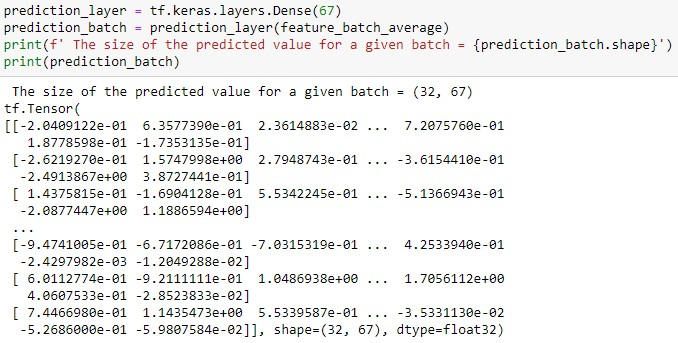 prediction_layer = tf.keras.layers.Dense(67)
prediction_batch = prediction_layer(feature_batch_average)
print(f' The size of the predicted value for a given batch = {prediction_batch.shape}')
print(prediction_batch)
The size of the predicted value for a given batch = (32, 67)
tf.Tensor(
[[-2.0409122e-01 6.3577390e-01 2.3614883e-02 ... 7.2075760e-01
1.8778598e-01 -1.7353135e-01]
[-2.6219270e-01 1.5747998e+00 2.7948743e-01 ... -3.6154410e-01
-2.4913867e+00 3.8727441e-01]
[ 1.4375815e-01 -1.6904128e-01 5.5342245e-01 ... -5.1366943e-01
-2.0877447e+00 1.1886594e+00]
...
[-9.4741005e-01 -6.7172086e-01 -7.0315319e-01 ... 4.2533940e-01
-2.4297982e-03 -1.2049288e-02]
[ 6.0112774e-01 -9.2111111e-01 1.0486938e+00 ... 1.7056112e+00
4.0607533e-01 -2.8523833e-02]
[ 7.4466980e-01 1.1435473e+00 5.5339587e-01 ... -3.5331130e-02
-5.2686000e-01 -5.9807584e-02]], shape=(32, 67), dtype=float32)